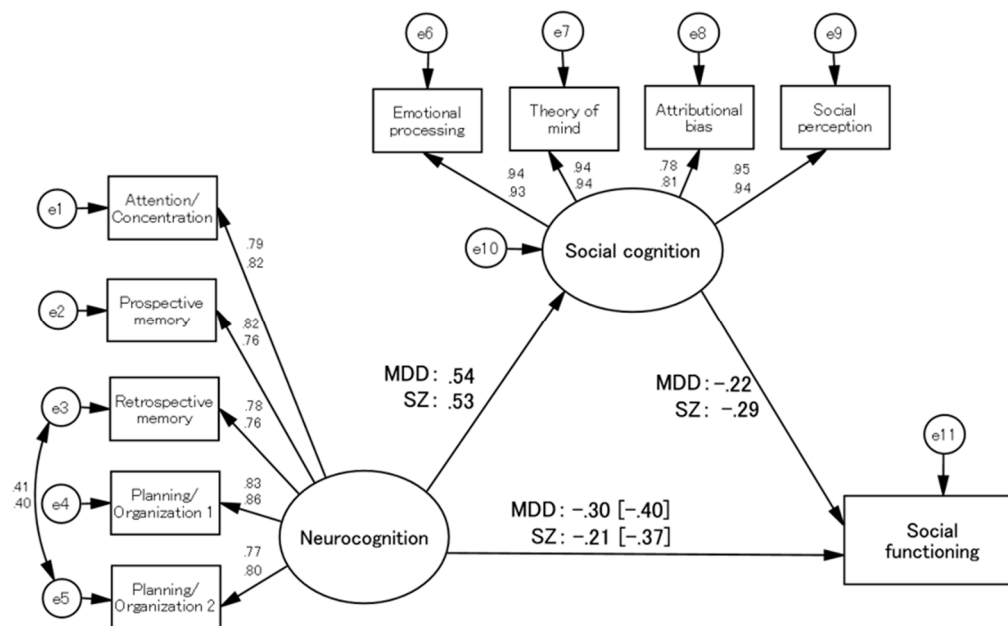 e6
e7
e8
e9
Emotional
processing
Theory of
mind
Attributional
bias
Social
perception
.94
.93
.94
.94
.78
.81
.95
.94
e1
Attention/
Concentration
.79
.82
e10
Social cognition
e2
Prospective
memory
.82
.76
MDD: .54
SZ: .53
MDD: -.22
SZ: -.29
e3
Retrospective
memory
.78
.76
e11
.41
.40
e4
Planning/
Organization 1
.83
.86
Neurocognition
MDD: -.30 [-.40]
SZ: -.21 [-.37]
Social
functioning
e5
Planning/
Organization 2
.77
.80